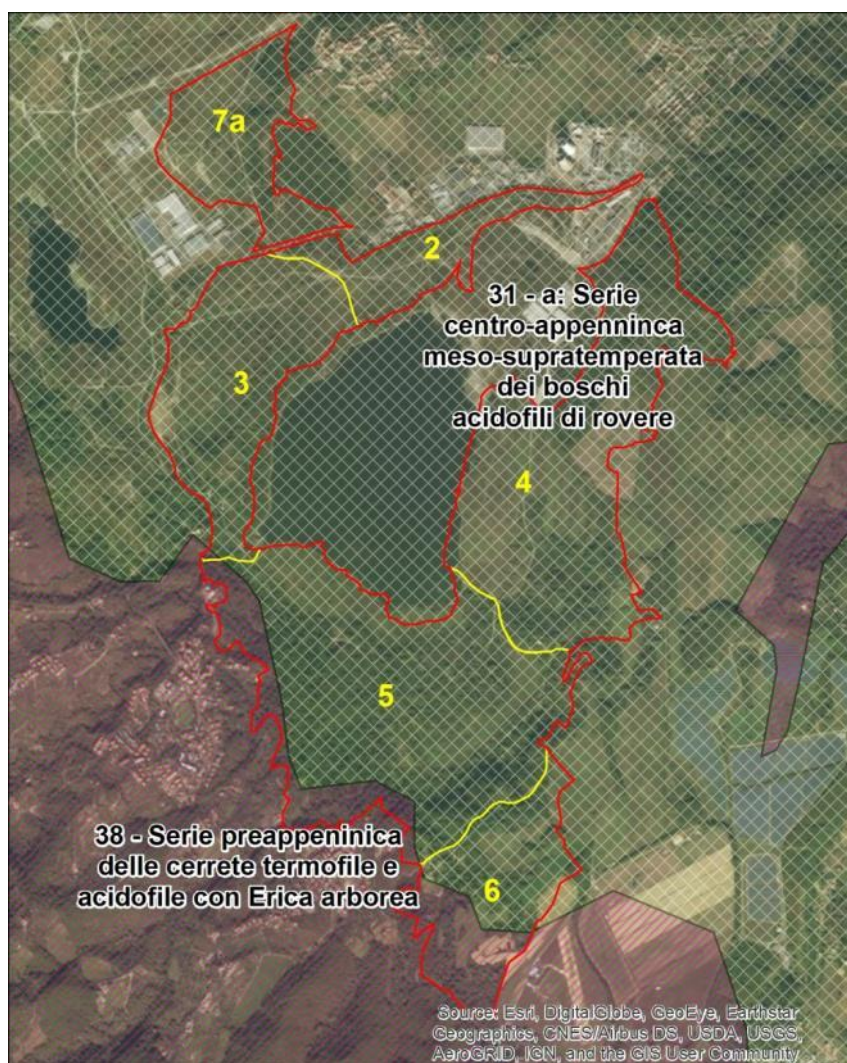 7a
2
31 - a: Serie
centro-appenninca
meso-supratemperata
dei boschi
acidofili di rovere
3
4
5
38 - Serie preappeninica
delle cerrete termofile e
acidofile con Erica arborea
6
Source: Esri, DigitalGlobe, GeoEye, Earthstar
Geographics, CNES/Airbus DS, USDA, USGS,
AeroGRID, IGN, and the GIS User Community